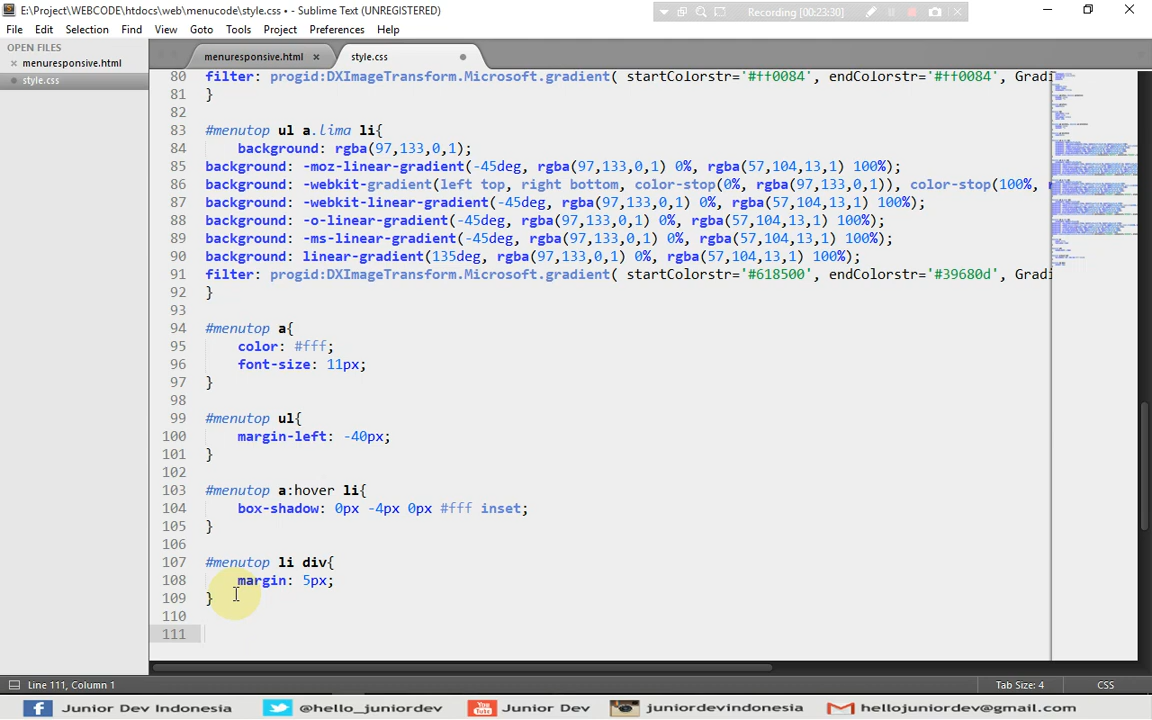 E:\Project\WEBCODE\htdocs\web\menucode\style.css • - Sublime Text (UNREGISTERED)
Recording [00:23:30]
File Edit Selection Find View Goto Tools Project Preferences Help
OPEN FILES
menuresponsive.html
style.css
menuresponsive.html
style.css
80 filter: progid:DXImageTransform.Microsoft.gradient( startColorstr='#ff0084', endColorstr='#ff0084', Gradi
81 }
82
83 #menutop ul a.lima li{
84 background: rgba(97,133,0,1);
85 background: -moz-linear-gradient(-45deg, rgba(97,133,0,1) 0%, rgba(57,104,13,1) 100%);
86 background: -webkit-gradient(left top, right bottom, color-stop(0%, rgba(97,133,0,1)), color-stop(100%,
87 background: -webkit-linear-gradient(-45deg, rgba(97,133,0,1) 0%, rgba(57,104,13,1) 100%);
88 background: -o-linear-gradient(-45deg, rgba(97,133,0,1) 0%, rgba(57,104,13,1) 100%);
89 background: -ms-linear-gradient(-45deg, rgba(97,133,0,1) 0%, rgba(57,104,13,1) 100%);
90 background: linear-gradient(135deg, rgba(97,133,0,1) 0%, rgba(57,104,13,1) 100%);
91 filter: progid:DXImageTransform.Microsoft.gradient( startColorstr='#618500', endColorstr='#39680d', Gradi
92 }
93
94 #menutop a{
95 color: #fff;
96 font-size: 11px;
97 }
98
99 #menutop ul{
100 margin-left: -40px;
101 }
102
103 #menutop a:hover li{
104 box-shadow: 0px -4px 0px #fff inset;
105 }
106
107 #menutop li div{
108 margin: 5px;
109 }
110
111
Line 111, Column 1
Tab Size: 4
CSS
Junior Dev Indonesia
@hello_juniordev
You Tube
Junior Dev
juniordevindonesia
hellojuniordev@gmail.com